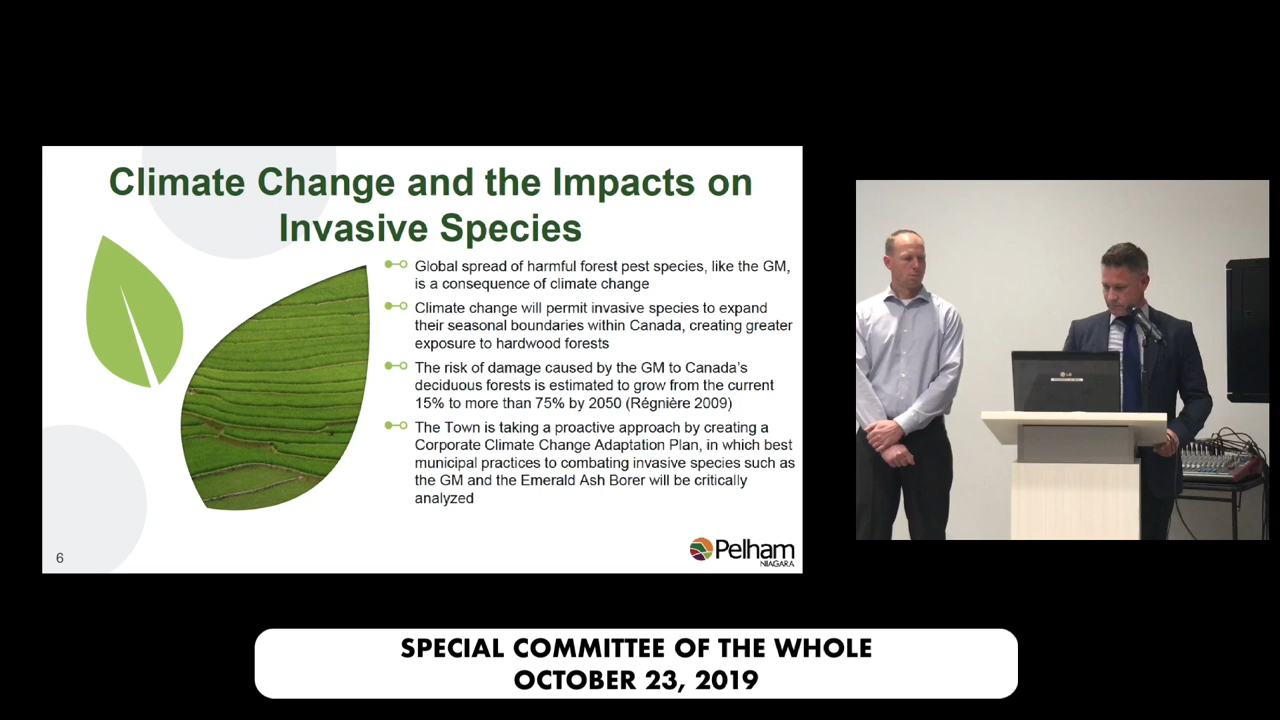 Climate Change and the Impacts on
Invasive Species
Global spread of harmful forest pest species, like the GM,
is a consequence of climate change
Climate change will permit invasive species to expand
their seasonal boundaries within Canada, creating greater
exposure to hardwood forests
The risk of damage caused by the GM to Canada's
deciduous forests is estimated to grow from the current
15% to more than 75% by 2050 (Régnière 2009)
The Town is taking a proactive approach by creating a
Corporate Climate Change Adaptation Plan, in which best
municipal practices to combating invasive species such as
the GM and the Emerald Ash Borer will be critically
analyzed
6
Pelham
NIAGARA
LG
SPECIAL COMMITTEE OF THE WHOLE
OCTOBER 23, 2019